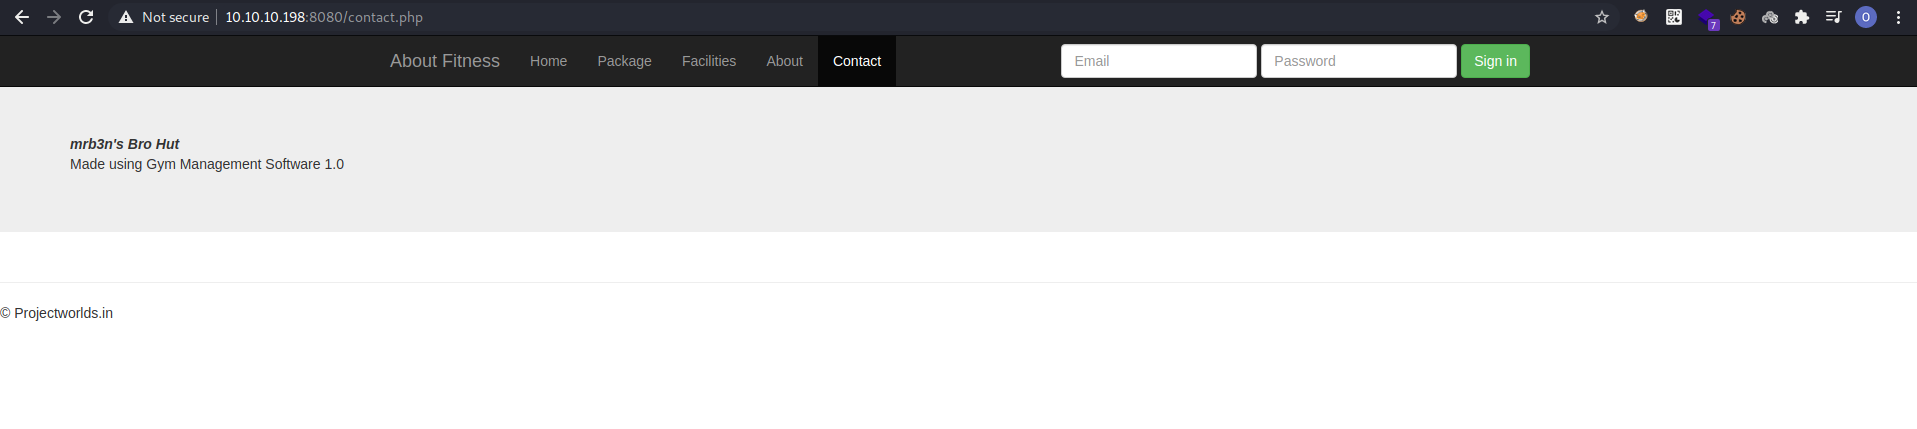 Not secure 10.10.10.198:8080/contact.php 7 O
About Fitness Home Package Facilities About Contact Email Password Sign in
mrb3n's Bro Hut
Made using Gym Management Software 1.0
© Projectworlds.in